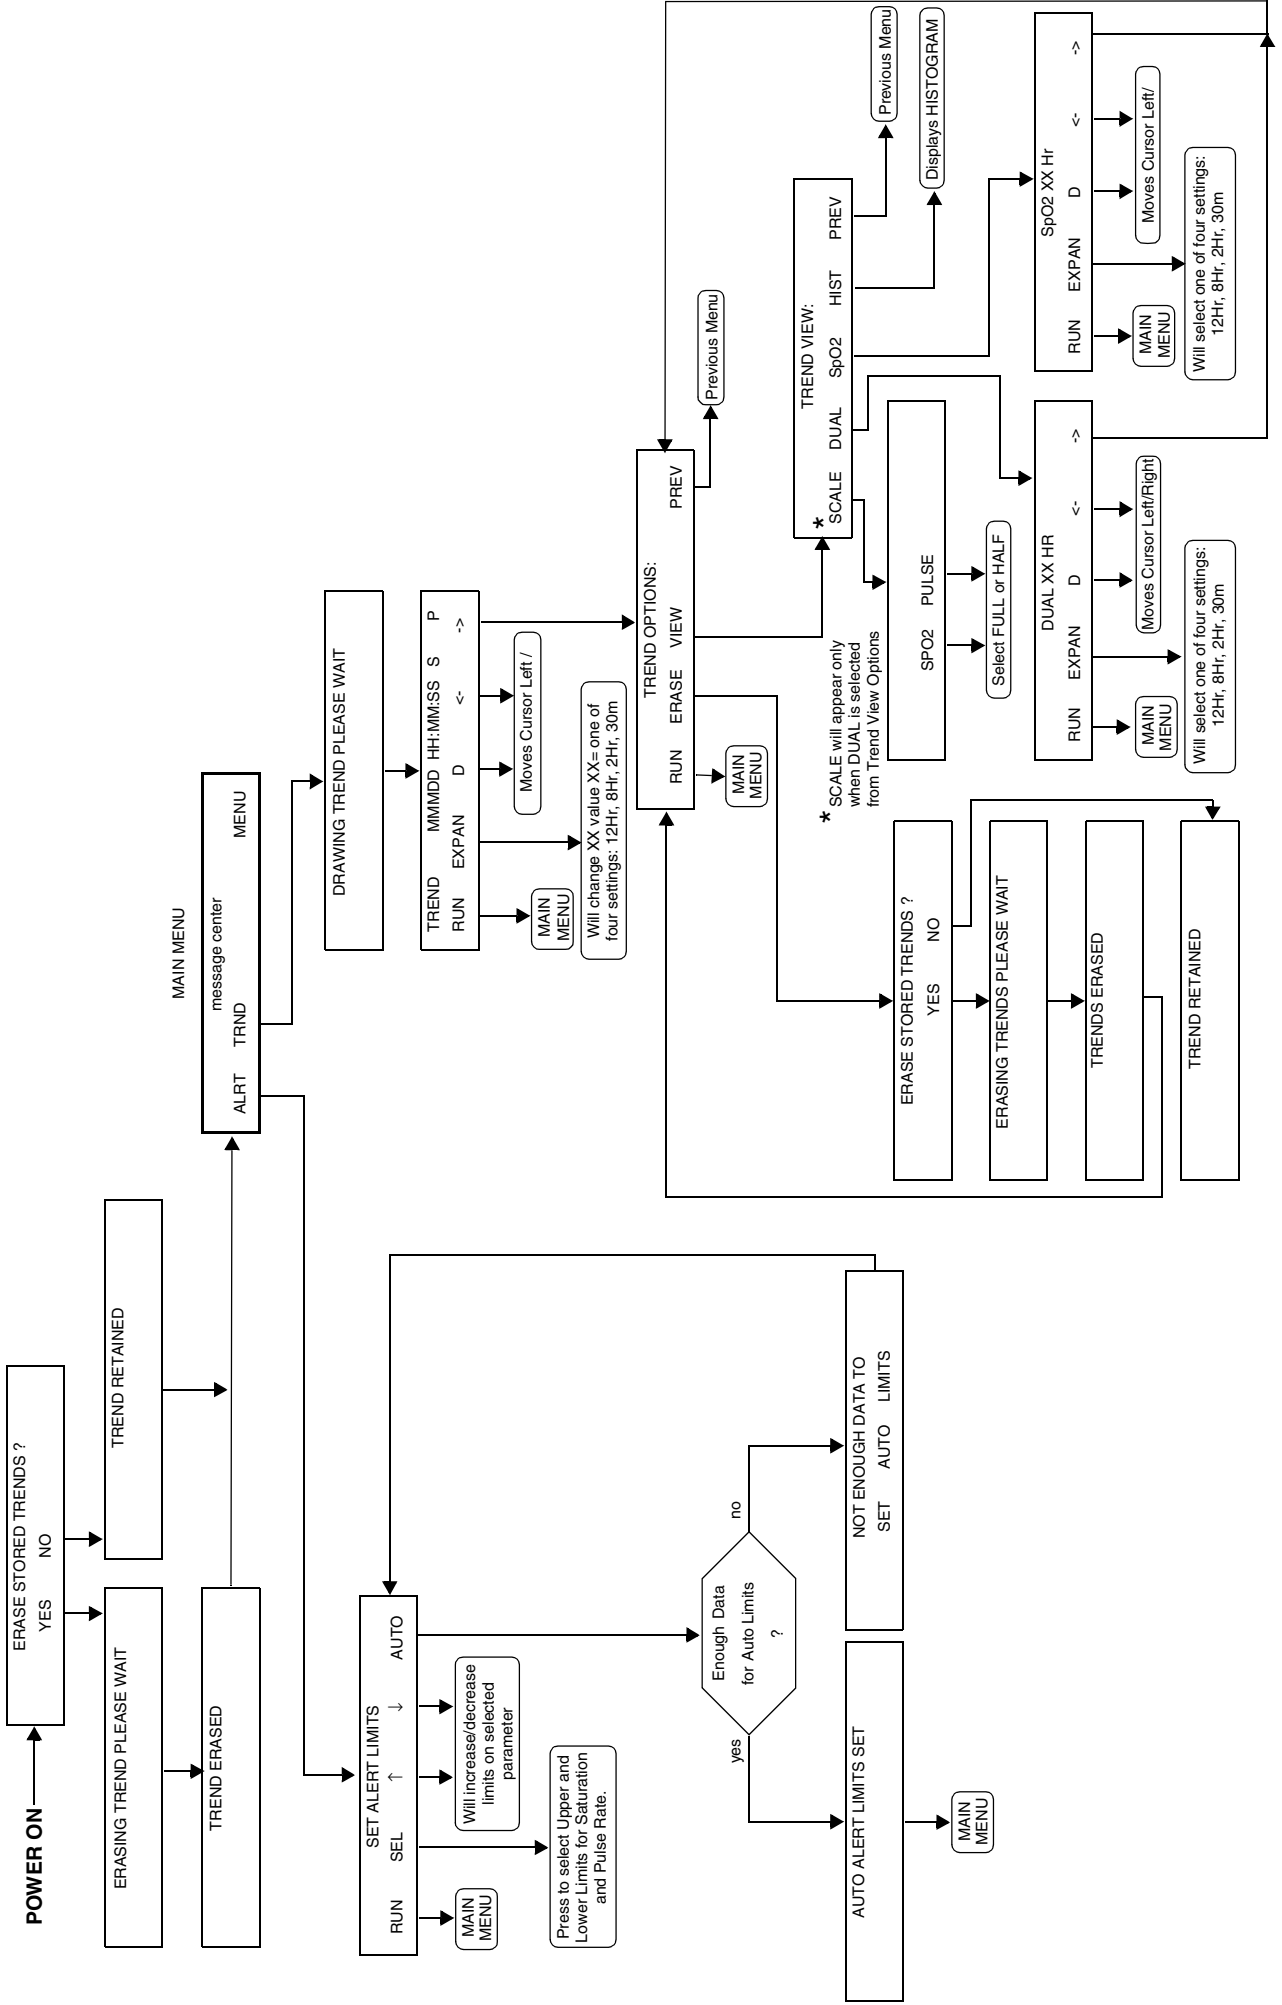 POWER ON
ERASE STORED TRENDS ?
YES NO
ERASING TREND PLEASE WAIT
TREND RETAINED
TREND ERASED
MAIN MENU
message center
ALRT TRND MENU
SET ALERT LIMITS
RUN SEL ↑ ↓ AUTO
MAIN
MENU
Will increase/decrease
limits on selected
parameter
Press to select Upper and
Lower Limits for Saturation
and Pulse Rate.
Enough Data
for Auto Limits
?
yes
no
AUTO ALERT LIMITS SET
MAIN
MENU
NOT ENOUGH DATA TO
SET AUTO LIMITS
DRAWING TREND PLEASE WAIT
TREND MMMDD HH:MM:SS S P
RUN EXPAN D <- ->
MAIN
MENU
Moves Cursor Left /
Will change XX value XX= one of
four settings: 12Hr, 8Hr, 2Hr, 30m
TREND OPTIONS:
RUN ERASE VIEW PREV
MAIN
MENU
Previous Menu
ERASE STORED TRENDS ?
YES NO
ERASING TRENDS PLEASE WAIT
TRENDS ERASED
TREND RETAINED
TREND VIEW:
* SCALE DUAL SpO2 HIST PREV
Previous Menu
Displays HISTOGRAM
* SCALE will appear only
when DUAL is selected
from Trend View Options
SPO2 PULSE
Select FULL or HALF
DUAL XX HR
RUN EXPAN D <- ->
MAIN
MENU
Moves Cursor Left/Right
Will select one of four settings:
12Hr, 8Hr, 2Hr, 30m
SpO2 XX Hr
RUN EXPAN D <- ->
MAIN
MENU
Moves Cursor Left/
Will select one of four settings:
12Hr, 8Hr, 2Hr, 30m